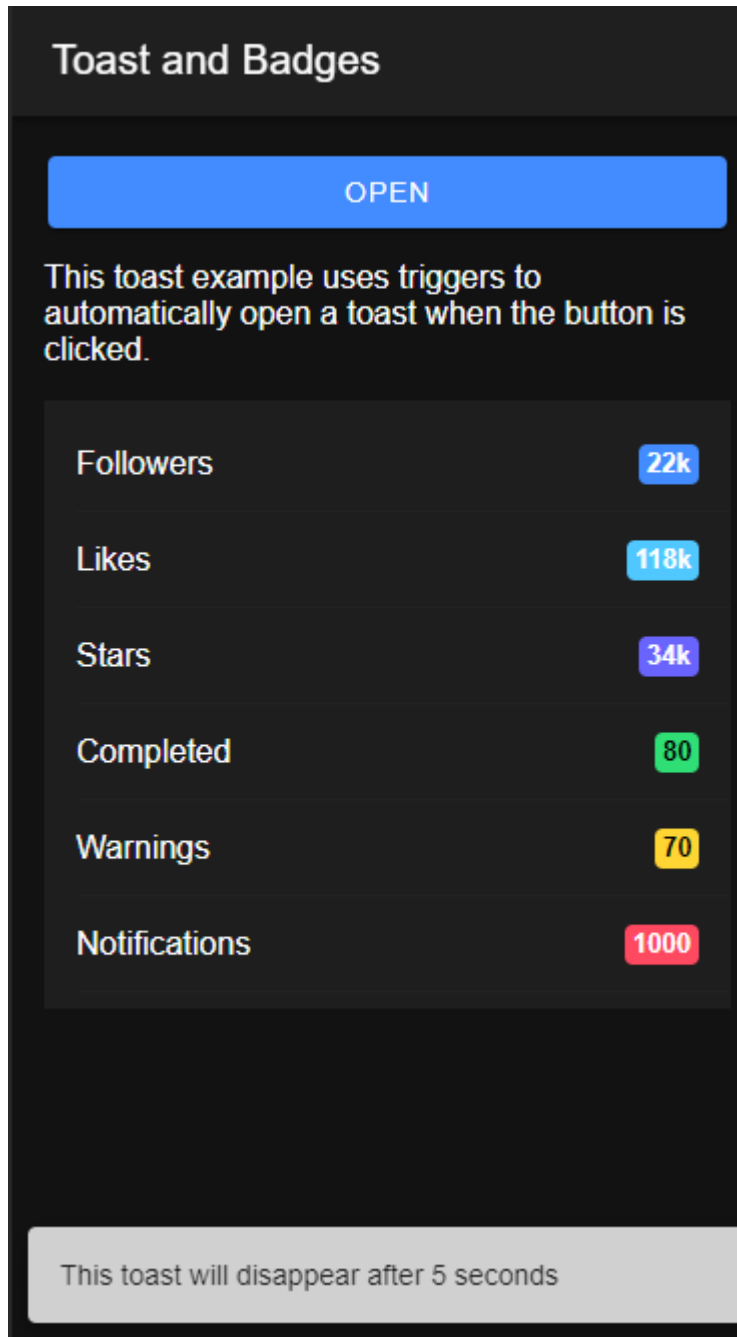 Toast and Badges
OPEN
This toast example uses triggers to
automatically open a toast when the button is
clicked.
Followers 22k
Likes 118k
Stars 34k
Completed 80
Warnings 70
Notifications 1000
This toast will disappear after 5 seconds